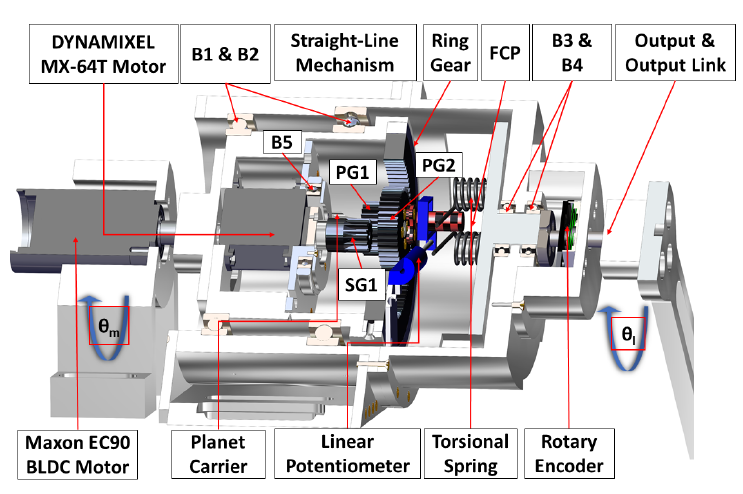 DYNAMIXEL
MX-64T Motor
B1 & B2
Straight-Line
Mechanism
Ring
Gear
FCP
B3 &
B4
Output &
Output Link
B5
PG1
PG2
SG1
θm
θl
Maxon EC90
BLDC Motor
Planet
Carrier
Linear
Potentiometer
Torsional
Spring
Rotary
Encoder